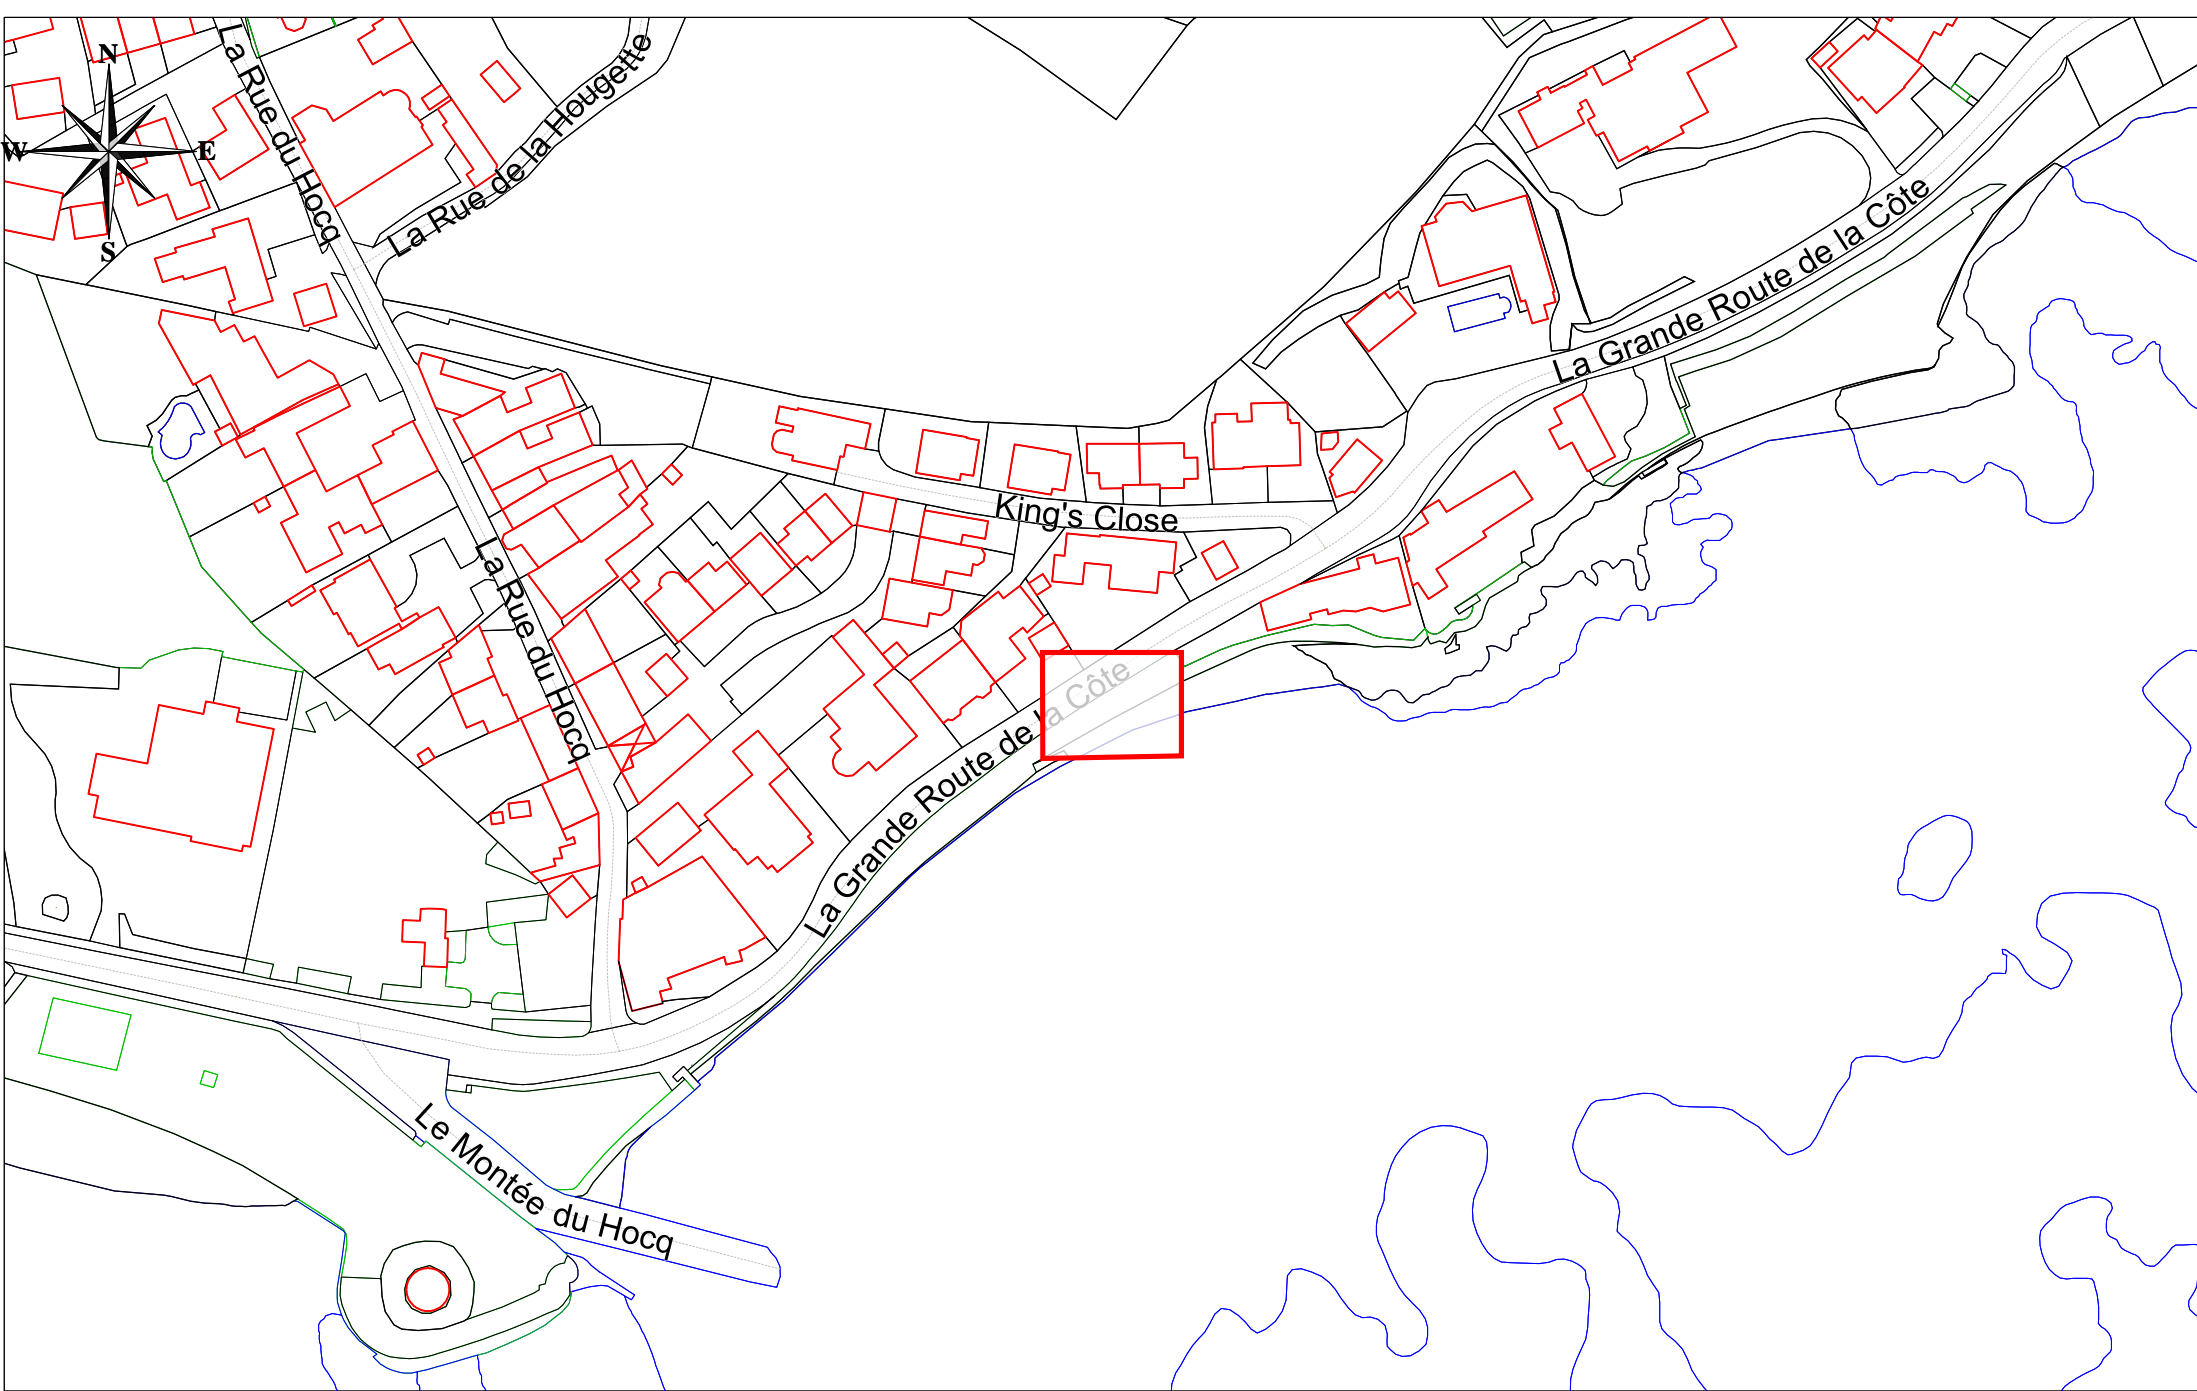 N
W
E
S
La Rue du Hocq
La Rue de la Hougette
La Grande Route de la Côte
King's Close
La Rue du Hocq
La Grande Route de la Côte
Le Montée du Hocq